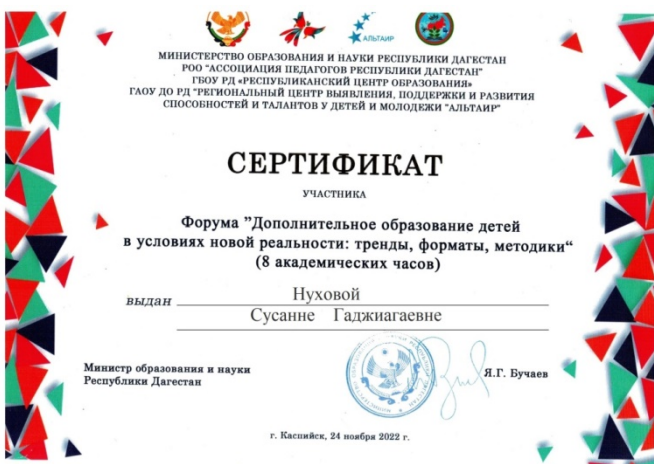 АЛЬТАИР
МИНИСТЕРСТВО ОБРАЗОВАНИЯ И НАУКИ РЕСПУБЛИКИ ДАГЕСТАН
РОО "АССОЦИАЦИЯ ПЕДАГОГОВ РЕСПУБЛИКИ ДАГЕСТАН"
ГБОУ РД «РЕСПУБЛИКАНСКИЙ ЦЕНТР ОБРАЗОВАНИЯ»
ГАОУ ДО РД "РЕГИОНАЛЬНЫЙ ЦЕНТР ВЫЯВЛЕНИЯ, ПОДДЕРЖКИ И РАЗВИТИЯ
СПОСОБНОСТЕЙ И ТАЛАНТОВ У ДЕТЕЙ И МОЛОДЕЖИ "АЛЬТАИР"
СЕРТИФИКАТ
УЧАСТНИКА
Форума "Дополнительное образование детей
в условиях новой реальности: тренды, форматы, методики“
(8 академических часов)
выдан Нуховой
Сусанне Гаджиагаевне
Министр образования и науки
Республики Дагестан
Я.Г. Бучаев
г. Каспийск, 24 ноября 2022 г.